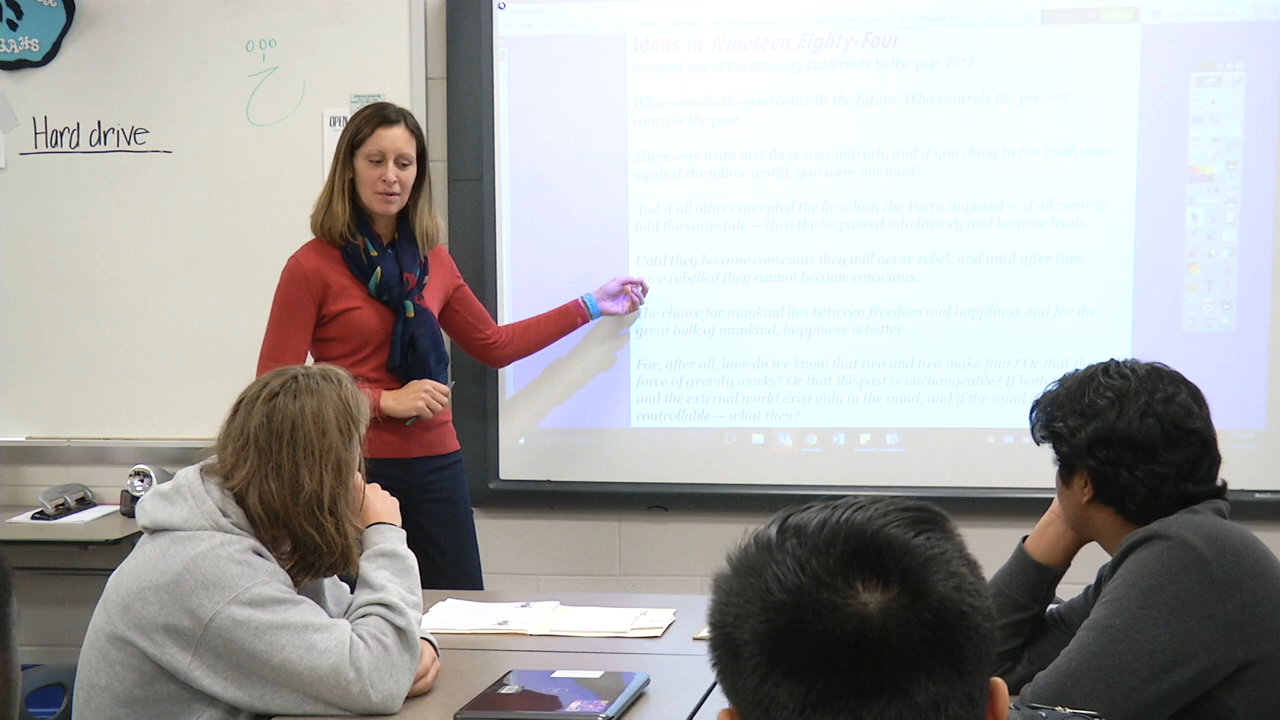 GAHS
Hard drive
OPEN
Ideas in Nineteen Eighty-Four
Connect any of the following statements to the year 2017
Who controls the past controls the future. Who controls the present
controls the past.
There was truth and there was untruth, and if you clung to the truth even
against the whole world, you were not mad.
And if all others accepted the lie which the Party imposed — if all records
told the same tale — then the lie passed into history and became truth.
Until they become conscious they will never rebel, and until after they
have rebelled they cannot become conscious.
The choice for mankind lies between freedom and happiness and for the
great bulk of mankind, happiness is better.
For, after all, how do we know that two and two make four? Or that the
force of gravity works? Or that the past is unchangeable? If both
and the external world exist only in the mind, and if the mind
controllable — what then?